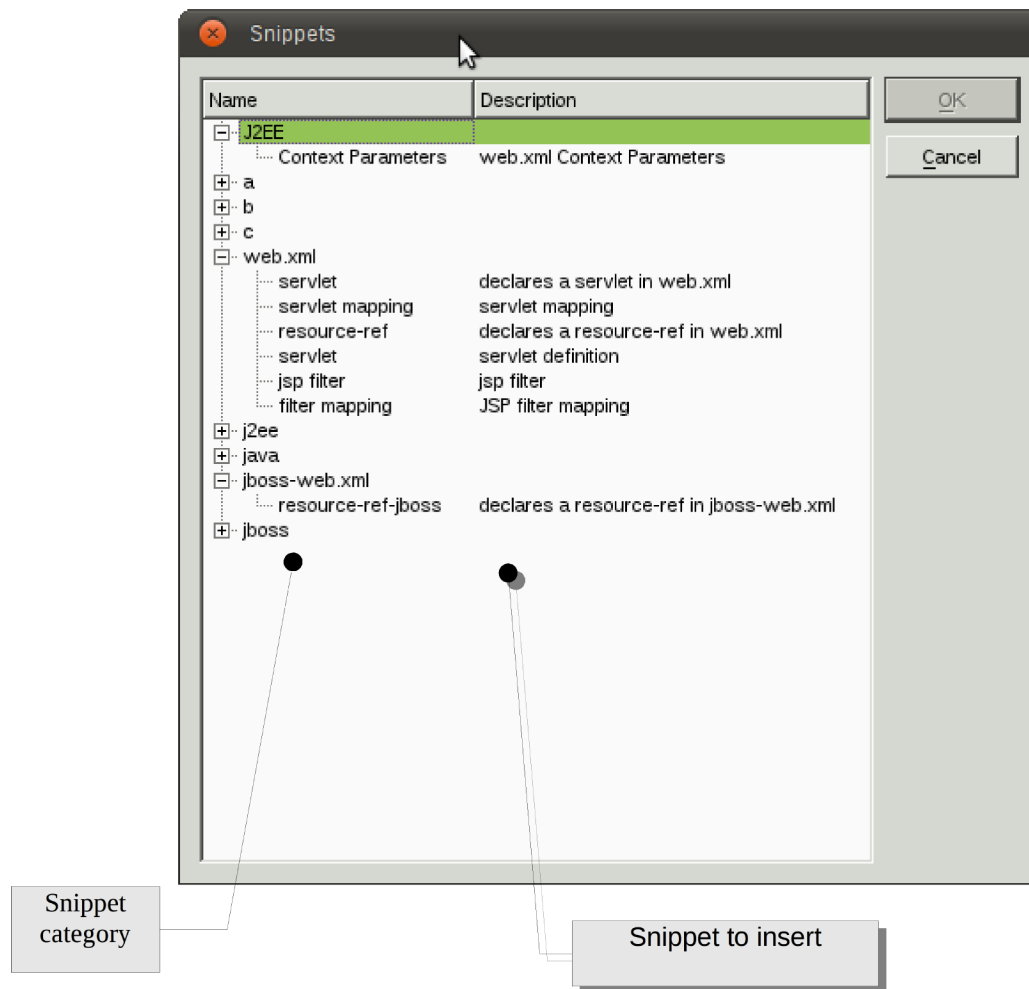 Snippets
Name Description
OK
J2EE
Cancel
Context Parameters web.xml Context Parameters
a
b
c
web.xml
servlet declares a servlet in web.xml
servlet mapping servlet mapping
resource-ref declares a resource-ref in web.xml
servlet servlet definition
jsp filter jsp filter
filter mapping JSP filter mapping
j2ee
java
jboss-web.xml
resource-ref-jboss declares a resource-ref in jboss-web.xml
jboss
Snippet
category
Snippet to insert